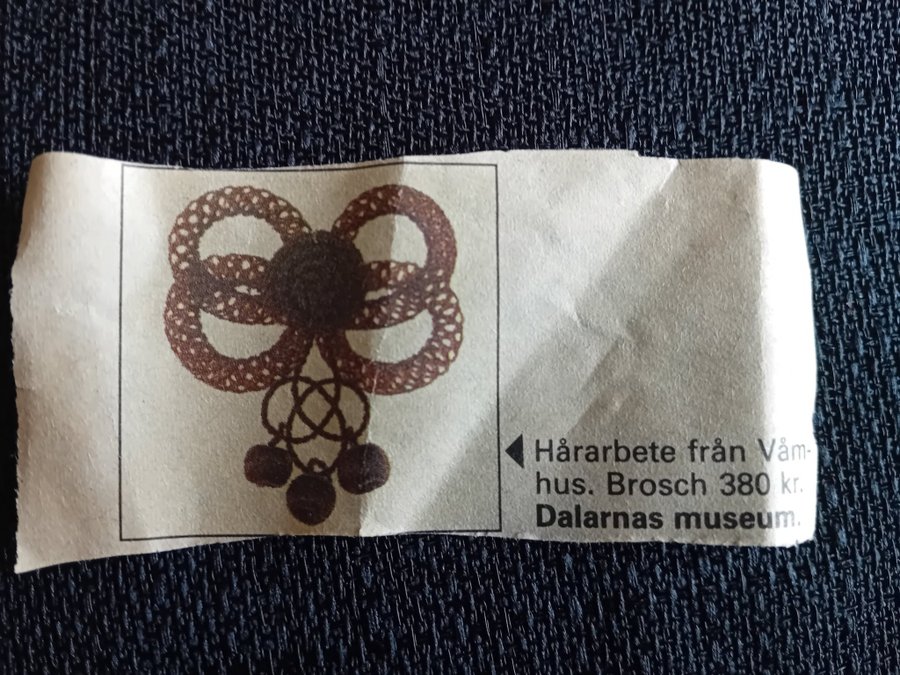 Hårarbete från Våm-
hus. Brosch 380 kr.
Dalarnas museum.